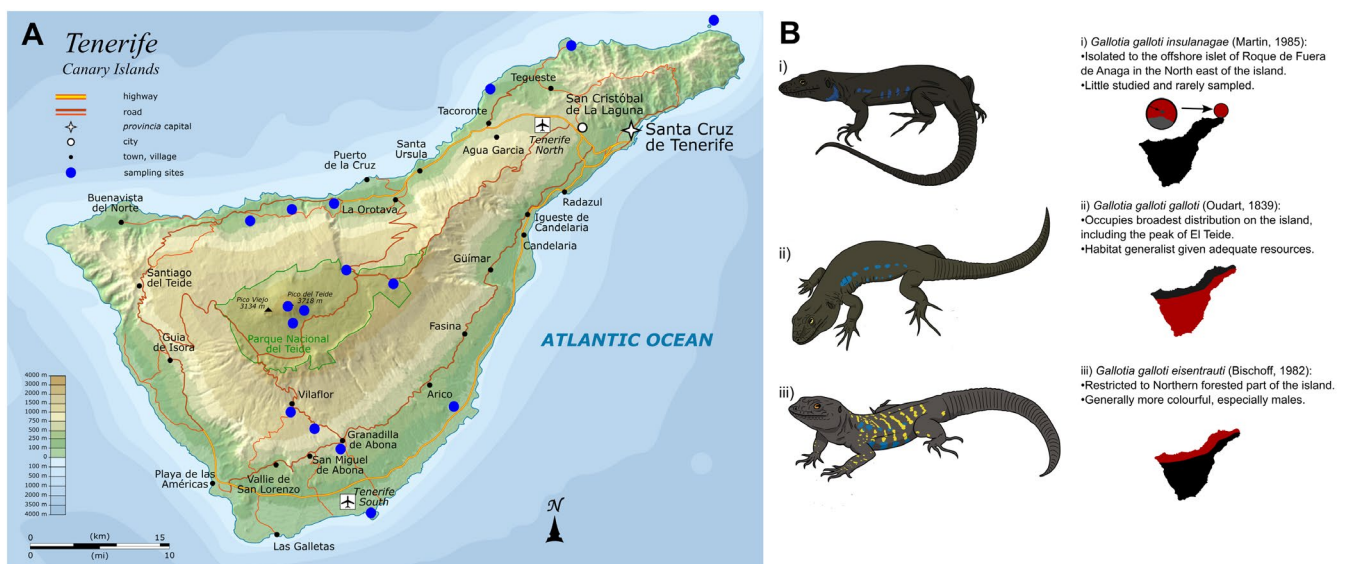 A
Tenerife
Canary Islands
highway
road
provincia capital
city
town, village
sampling sites
Tegueste
Tacoronte
San Cristóbal
de La Laguna
Santa Cruz
de Tenerife
Agua Garcia
Tenerife
North
Santa
Ursula
Puerto
de la Cruz
Buenavista
del Norte
La Orotava
Radazul
Igueste de
Candelaria
Candelaria
Güímar
Santiago
del Teide
Pico Viejo
3134 m
Pico del Teide
3718 m
Parque Nacional
del Teide
Guia
de Isora
Fasina
ATLANTIC OCEAN
Vilaflor
Arico
Granadilla
de Abona
San Miguel
de Abona
Vallie de
San Lorenzo
Playa de las
Américas
Tenerife
South
Las Galletas
N
4000 m
3000 m
2000 m
1500 m
1000 m
750 m
500 m
250 m
100 m
0
100 m
500 m
1000 m
2000 m
3500 m
4000 m
0 (km) 15
0 (mi) 10
B
i)
i) Gallotia galloti insulanagae (Martin, 1985):
•Isolated to the offshore islet of Roque de Fuera
de Anaga in the North east of the island.
•Little studied and rarely sampled.
ii)
ii) Gallotia galloti galloti (Oudart, 1839):
•Occupies broadest distribution on the island,
including the peak of El Teide.
•Habitat generalist given adequate resources.
iii)
iii) Gallotia galloti eisentrauti (Bischoff, 1982):
•Restricted to Northern forested part of the island.
•Generally more colourful, especially males.